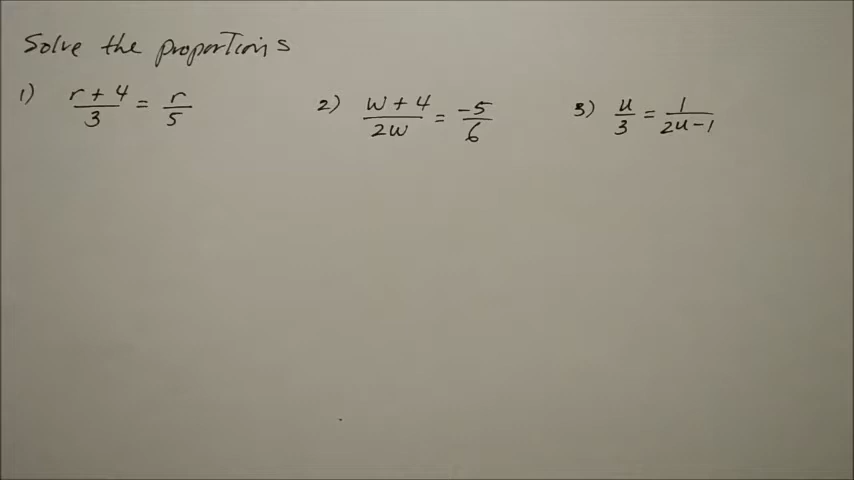 Solve the proportions
1) r + 4 / 3 = r / 5
2) w + 4 / 2w = -5 / 6
3) u / 3 = 1 / 2u - 1